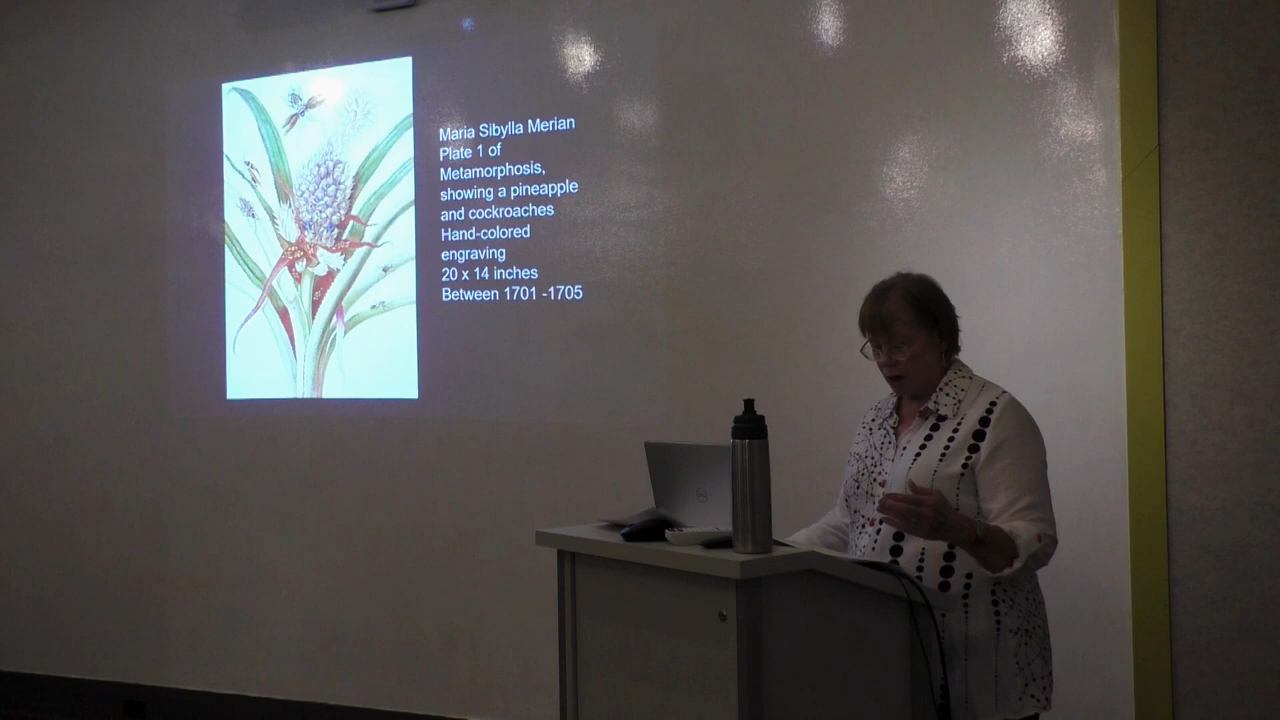 Maria Sibylla Merian
Plate 1 of
Metamorphosis,
showing a pineapple
and cockroaches
Hand-colored
engraving
20 x 14 inches
Between 1701 -1705